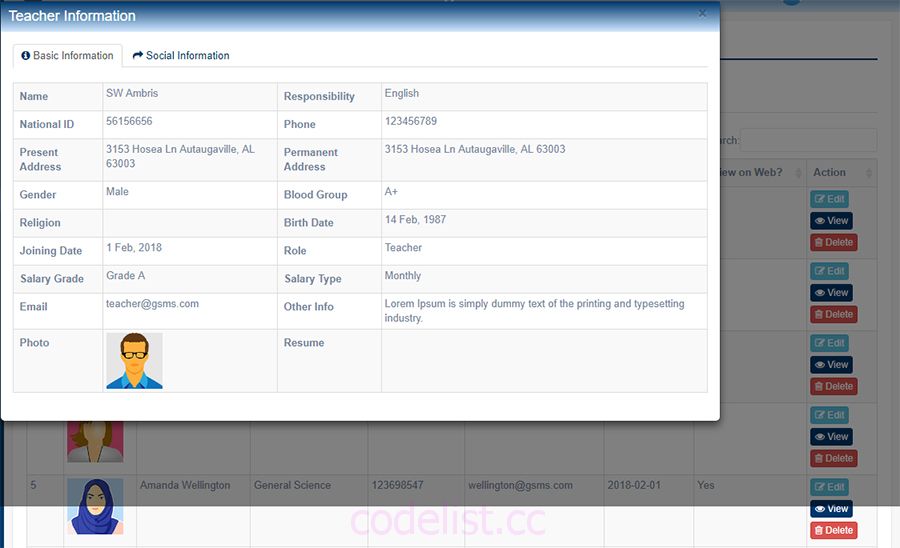 Teacher Information ×
Basic Information Social Information
Name SW Ambris Responsibility English
National ID 56156656 Phone 123456789
Present Address 3153 Hosea Ln Autaugaville, AL 63003 Permanent Address 3153 Hosea Ln Autaugaville, AL 63003
Gender Male Blood Group A+
Religion Birth Date 14 Feb, 1987
Joining Date 1 Feb, 2018 Role Teacher
Salary Grade Grade A Salary Type Monthly
Email teacher@gsms.com Other Info Lorem Ipsum is simply dummy text of the printing and typesetting industry.
Photo Resume
on Web? Action
Edit
View
Delete
Edit
View
Delete
Edit
View
Delete
Edit
View
Delete
5 Amanda Wellington General Science 123698547 wellington@gsms.com 2018-02-01 Yes Edit
View
Delete
codelist.cc